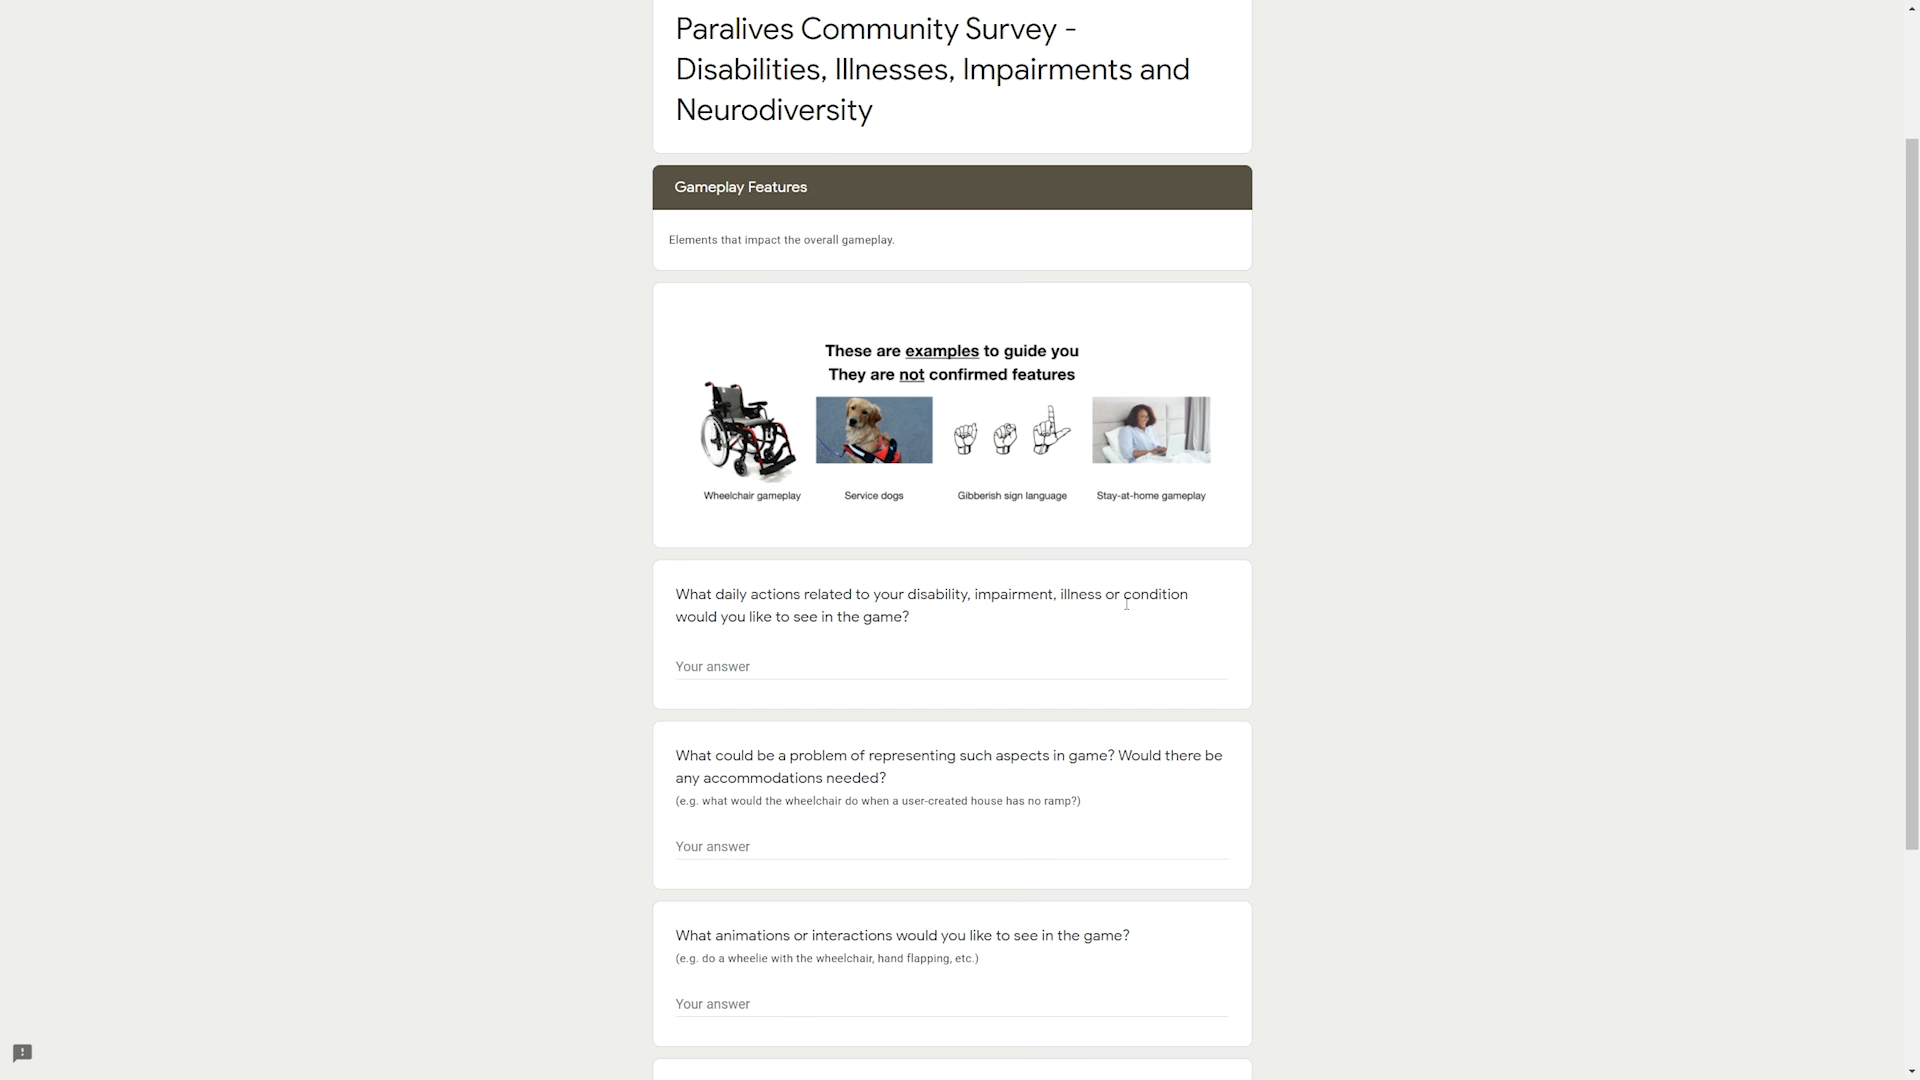 Paralives Community Survey -
Disabilities, Illnesses, Impairments and
Neurodiversity
Gameplay Features
Elements that impact the overall gameplay.
These are examples to guide you
They are not confirmed features
Wheelchair gameplay
Service dogs
Gibberish sign language
Stay-at-home gameplay
What daily actions related to your disability, impairment, illness or condition
would you like to see in the game?
Your answer
What could be a problem of representing such aspects in game? Would there be
any accommodations needed?
(e.g. what would the wheelchair do when a user-created house has no ramp?)
Your answer
What animations or interactions would you like to see in the game?
(e.g. do a wheelie with the wheelchair, hand flapping, etc.)
Your answer